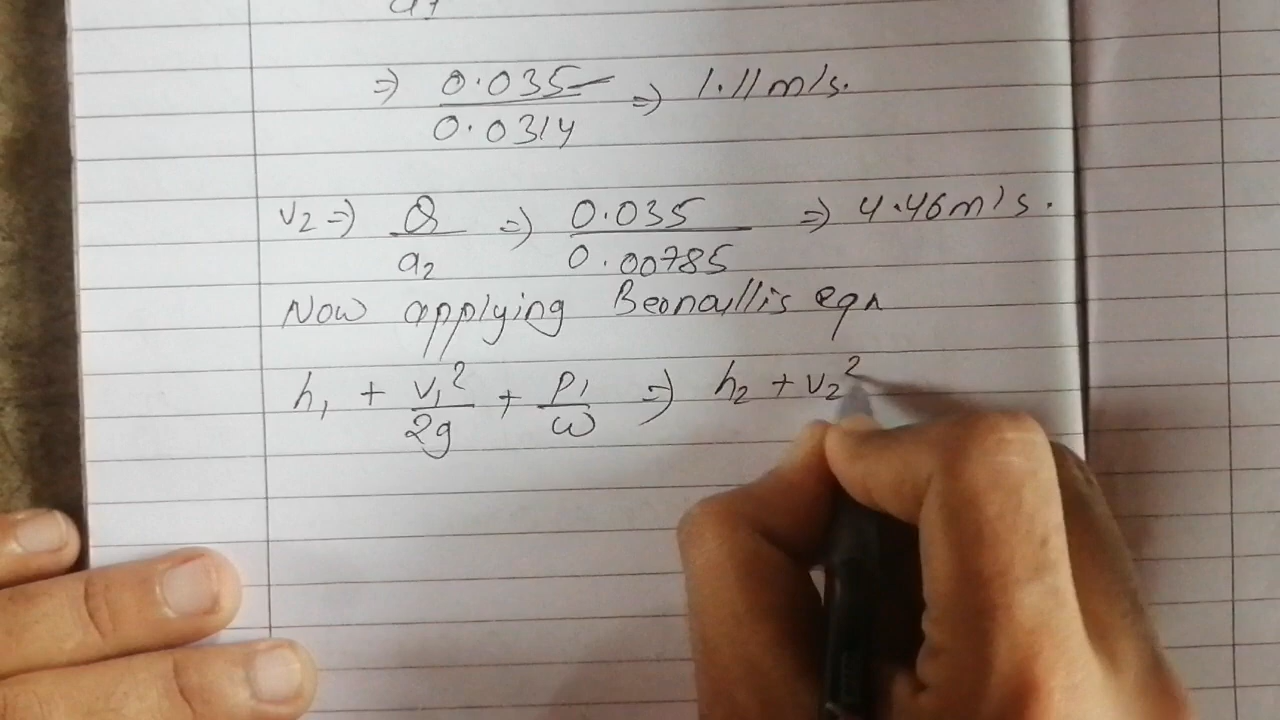 ⇒ 0.035 / 0.0314 ⇒ 1.11 m/s.
v₂ ⇒ Q / a₂ ⇒ 0.035 / 0.00785 ⇒ 4.46 m/s.
Now applying Beonoullis eqn
h₁ + v₁² / 2g + P₁ / ω ⇒ h₂ + v₂²